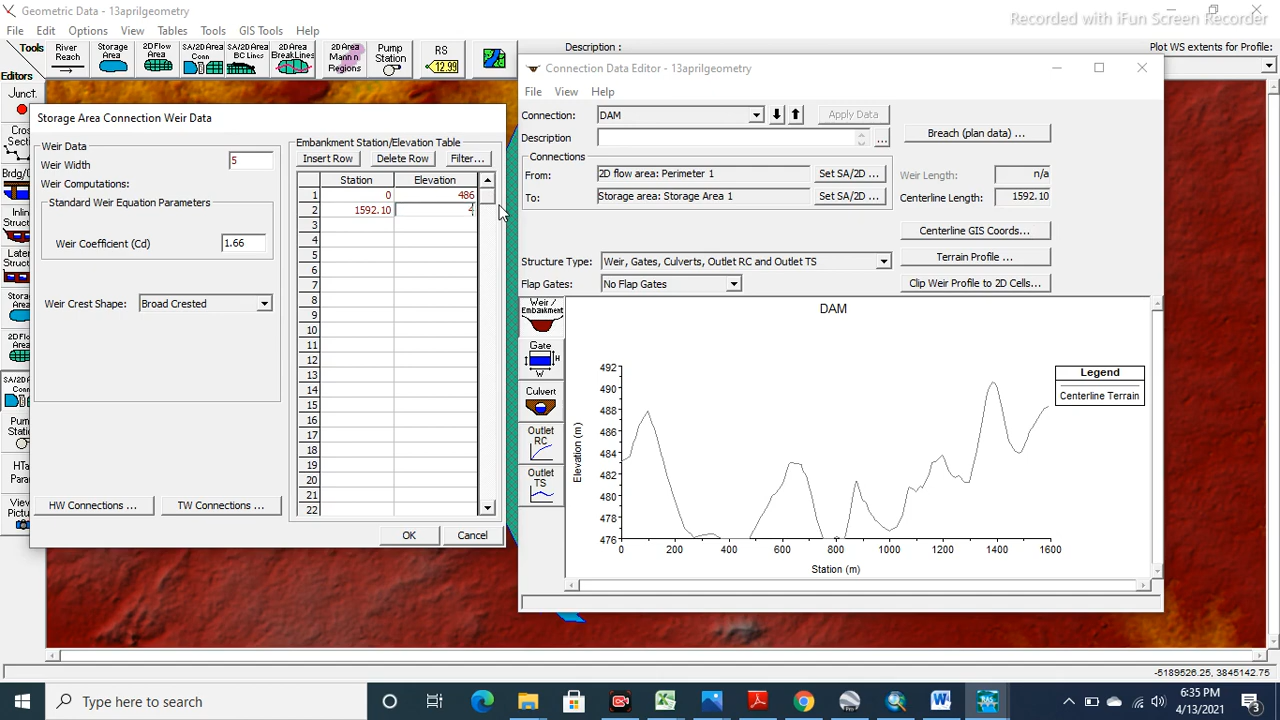 Geometric Data - 13aprilgeometry
Recorded with iFun Screen Recorder
File Edit Options View Tables Tools GIS Tools Help
Description :
Plot WS extents for Profile:
Tools
Editors
River Reach
Storage Area
2D Flow Area
SA/2D Area Conn
SA/2D Area BC Lines
2D Area BreakLines
2D Area Mann n Regions
Pump Station
RS
12.99
Junct.
Storage Area Connection Weir Data
Weir Data
Weir Width 5
Weir Computations:
Standard Weir Equation Parameters
Weir Coefficient (Cd) 1.66
Weir Crest Shape: Broad Crested
HW Connections ... TW Connections ...
Embankment Station/Elevation Table
Insert Row Delete Row Filter...
Station Elevation
1 0 486
2 1592.10 4
3
4
5
6
7
8
9
10
11
12
13
14
15
16
17
18
19
20
21
22
OK Cancel
Connection Data Editor - 13aprilgeometry
File View Help
Connection: DAM Apply Data
Description ...
Breach (plan data) ...
Connections
From: 2D flow area: Perimeter 1 Set SA/2D ...
To: Storage area: Storage Area 1 Set SA/2D ...
Weir Length: n/a
Centerline Length: 1592.10
Centerline GIS Coords...
Structure Type: Weir, Gates, Culverts, Outlet RC and Outlet TS
Terrain Profile ...
Flap Gates: No Flap Gates
Clip Weir Profile to 2D Cells...
Weir / Embankment
Gate
H
W
Culvert
Outlet RC
Outlet TS
DAM
Legend
Centerline Terrain
492
490
488
486
484
482
480
478
476
Elevation (m)
0 200 400 600 800 1000 1200 1400 1600
Station (m)
-5189526.25, 3845142.75
Type here to search
6:35 PM
4/13/2021
3